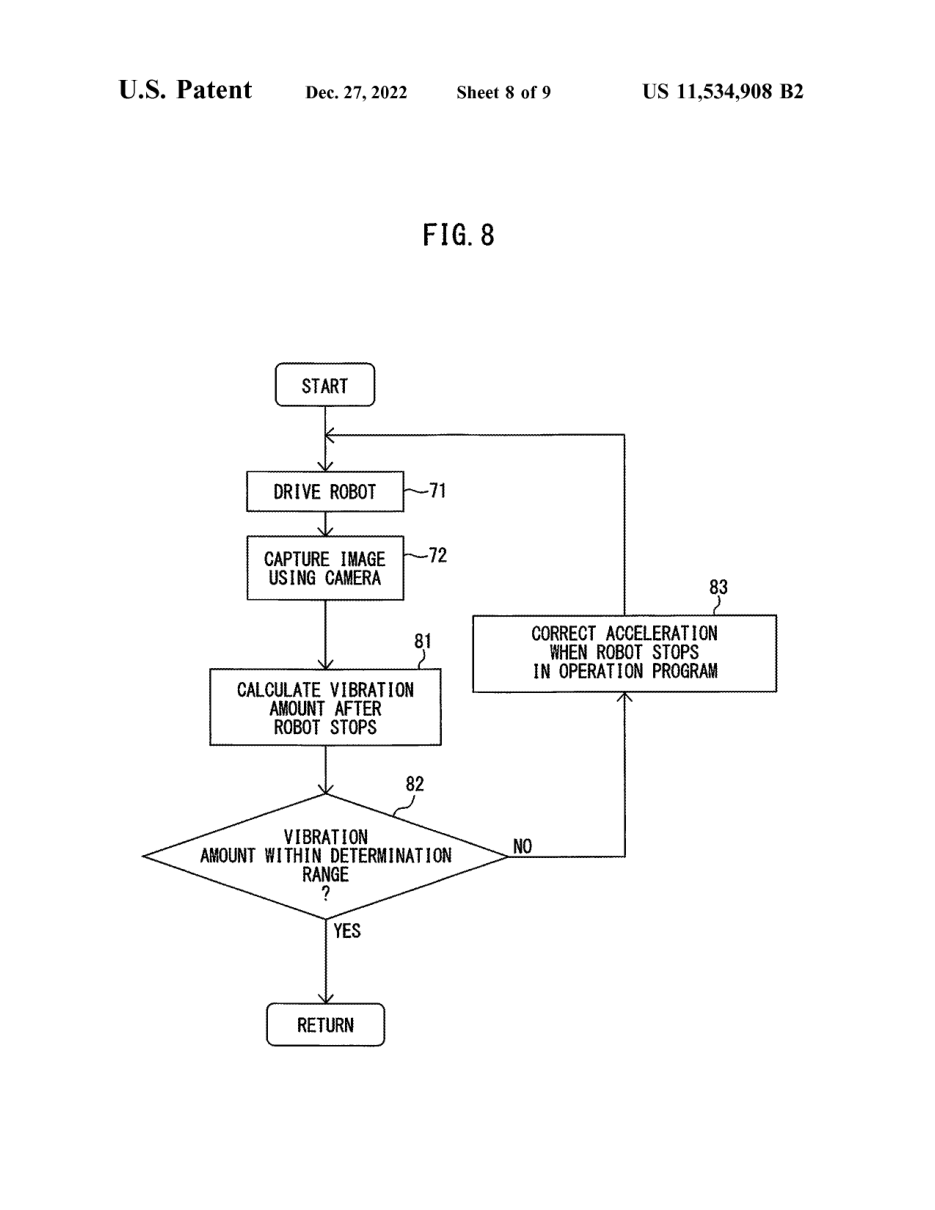 U.S. Patent Dec. 27, 2022 Sheet 8 of 9 US 11,534,908 B2
FIG. 8
START
DRIVE ROBOT 71
CAPTURE IMAGE
USING CAMERA
72
83
CORRECT ACCELERATION
WHEN ROBOT STOPS
IN OPERATION PROGRAM
81
CALCULATE VIBRATION
AMOUNT AFTER
ROBOT STOPS
82
VIBRATION
AMOUNT WITHIN DETERMINATION
RANGE
?
NO
YES
RETURN